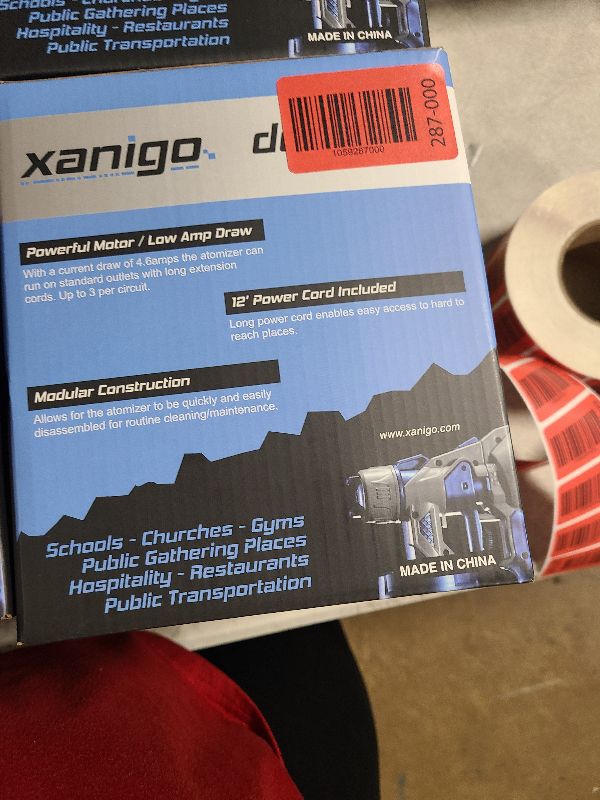 Public Gathering Places
Hospitality - Restaurants
Public Transportation
MADE IN CHINA
xanigo
1059287000
287-000
Powerful Motor / Low Amp Draw
With a current draw of 4.6amps the atomizer can
run on standard outlets with long extension
cords. Up to 3 per circuit.
12' Power Cord Included
Long power cord enables easy access to hard to
reach places.
Modular Construction
Allows for the atomizer to be quickly and easily
disassembled for routine cleaning/maintenance.
www.xanigo.com
Schools - Churches - Gyms
Public Gathering Places
Hospitality - Restaurants
Public Transportation
MADE IN CHINA